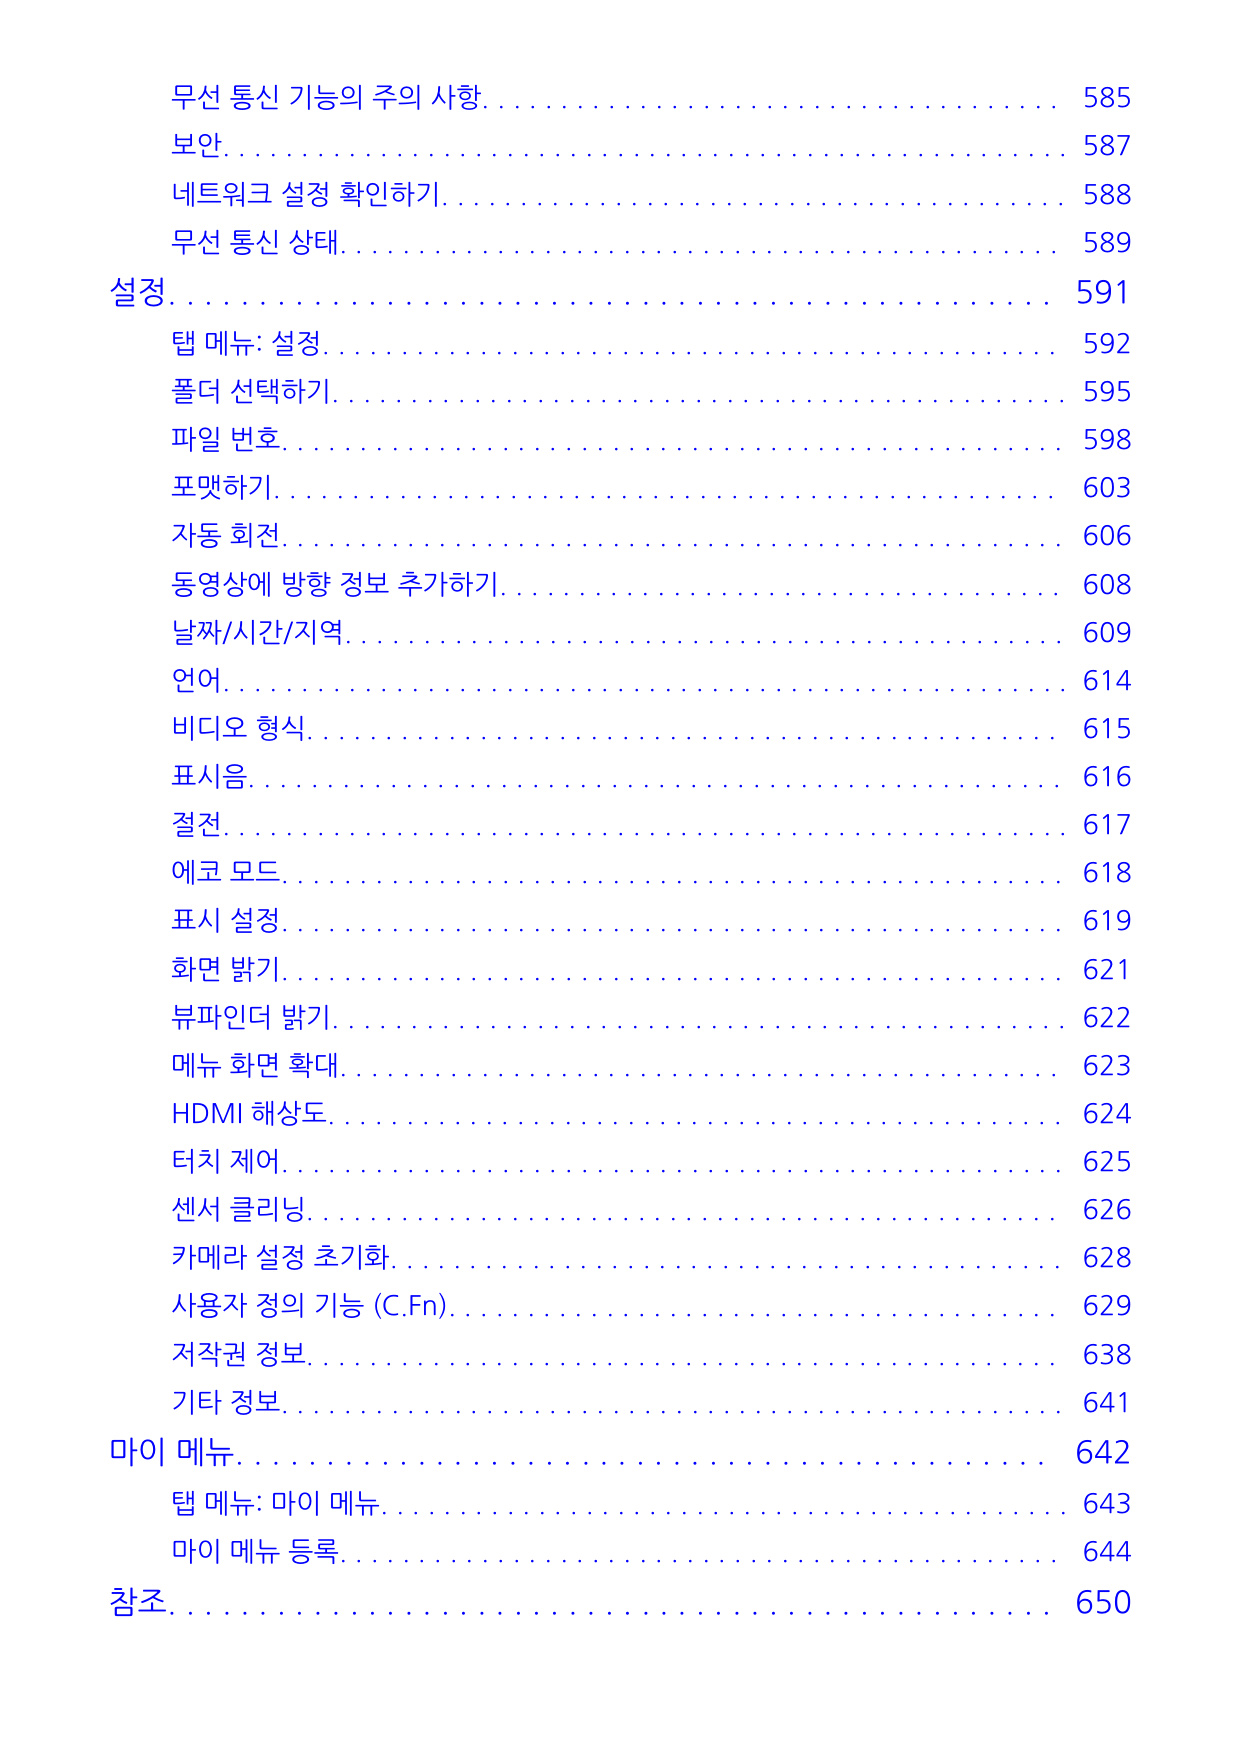 무선 통신 기능의 주의 사항. . . . . . . . . . . . . . . . . . . . . . . . . . . . . . . . . . . . . 585
보안. . . . . . . . . . . . . . . . . . . . . . . . . . . . . . . . . . . . . . . . . . . . . . . . . . . . . . 587
네트워크 설정 확인하기. . . . . . . . . . . . . . . . . . . . . . . . . . . . . . . . . . . . . . . . 588
무선 통신 상태. . . . . . . . . . . . . . . . . . . . . . . . . . . . . . . . . . . . . . . . . . . . . . 589
설정. . . . . . . . . . . . . . . . . . . . . . . . . . . . . . . . . . . . . . . . . . . . . . . . . 591
탭 메뉴: 설정. . . . . . . . . . . . . . . . . . . . . . . . . . . . . . . . . . . . . . . . . . . . . . . 592
폴더 선택하기. . . . . . . . . . . . . . . . . . . . . . . . . . . . . . . . . . . . . . . . . . . . . . . 595
파일 번호. . . . . . . . . . . . . . . . . . . . . . . . . . . . . . . . . . . . . . . . . . . . . . . . . . 598
포맷하기. . . . . . . . . . . . . . . . . . . . . . . . . . . . . . . . . . . . . . . . . . . . . . . . . . 603
자동 회전. . . . . . . . . . . . . . . . . . . . . . . . . . . . . . . . . . . . . . . . . . . . . . . . . . 606
동영상에 방향 정보 추가하기. . . . . . . . . . . . . . . . . . . . . . . . . . . . . . . . . . . . 608
날짜/시간/지역. . . . . . . . . . . . . . . . . . . . . . . . . . . . . . . . . . . . . . . . . . . . . . 609
언어. . . . . . . . . . . . . . . . . . . . . . . . . . . . . . . . . . . . . . . . . . . . . . . . . . . . . . 614
비디오 형식. . . . . . . . . . . . . . . . . . . . . . . . . . . . . . . . . . . . . . . . . . . . . . . . 615
표시음. . . . . . . . . . . . . . . . . . . . . . . . . . . . . . . . . . . . . . . . . . . . . . . . . . . . 616
절전. . . . . . . . . . . . . . . . . . . . . . . . . . . . . . . . . . . . . . . . . . . . . . . . . . . . . . 617
에코 모드. . . . . . . . . . . . . . . . . . . . . . . . . . . . . . . . . . . . . . . . . . . . . . . . . . 618
표시 설정. . . . . . . . . . . . . . . . . . . . . . . . . . . . . . . . . . . . . . . . . . . . . . . . . . 619
화면 밝기. . . . . . . . . . . . . . . . . . . . . . . . . . . . . . . . . . . . . . . . . . . . . . . . . . 621
뷰파인더 밝기. . . . . . . . . . . . . . . . . . . . . . . . . . . . . . . . . . . . . . . . . . . . . . . 622
메뉴 화면 확대. . . . . . . . . . . . . . . . . . . . . . . . . . . . . . . . . . . . . . . . . . . . . . 623
HDMI 해상도. . . . . . . . . . . . . . . . . . . . . . . . . . . . . . . . . . . . . . . . . . . . . . . 624
터치 제어. . . . . . . . . . . . . . . . . . . . . . . . . . . . . . . . . . . . . . . . . . . . . . . . . . 625
센서 클리닝. . . . . . . . . . . . . . . . . . . . . . . . . . . . . . . . . . . . . . . . . . . . . . . . 626
카메라 설정 초기화. . . . . . . . . . . . . . . . . . . . . . . . . . . . . . . . . . . . . . . . . . . 628
사용자 정의 기능 (C.Fn). . . . . . . . . . . . . . . . . . . . . . . . . . . . . . . . . . . . . . . 629
저작권 정보. . . . . . . . . . . . . . . . . . . . . . . . . . . . . . . . . . . . . . . . . . . . . . . . 638
기타 정보. . . . . . . . . . . . . . . . . . . . . . . . . . . . . . . . . . . . . . . . . . . . . . . . . . 641
마이 메뉴. . . . . . . . . . . . . . . . . . . . . . . . . . . . . . . . . . . . . . . . . . . . . 642
탭 메뉴: 마이 메뉴. . . . . . . . . . . . . . . . . . . . . . . . . . . . . . . . . . . . . . . . . . . . 643
마이 메뉴 등록. . . . . . . . . . . . . . . . . . . . . . . . . . . . . . . . . . . . . . . . . . . . . . 644
참조. . . . . . . . . . . . . . . . . . . . . . . . . . . . . . . . . . . . . . . . . . . . . . . . . 650